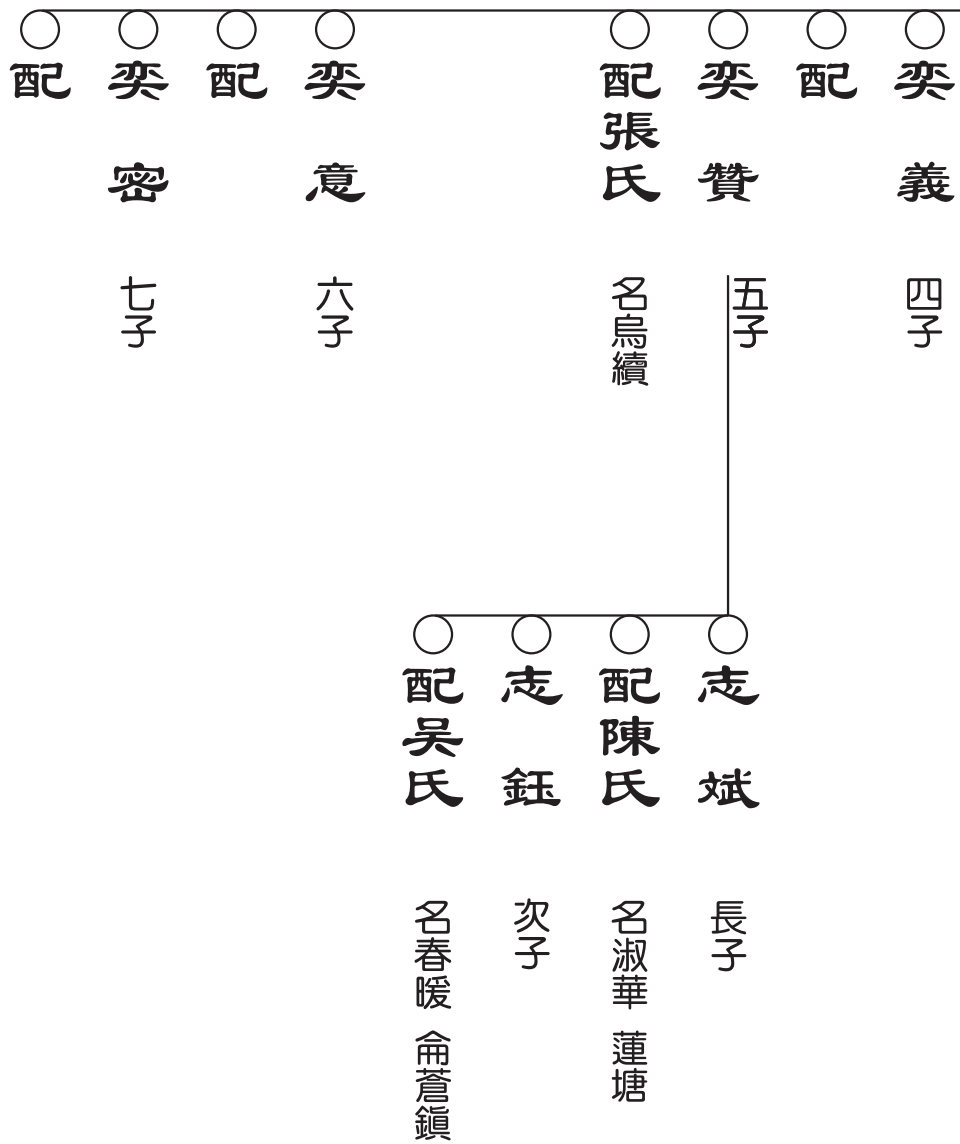 奕義 四子
配
奕贊 五子
配張氏 名烏續
奕意 六子
配
奕密 七子
配
志斌 長子
配陳氏 名淑華 蓮塘
志鈺 次子
配吳氏 名春暖 侖蒼鎭